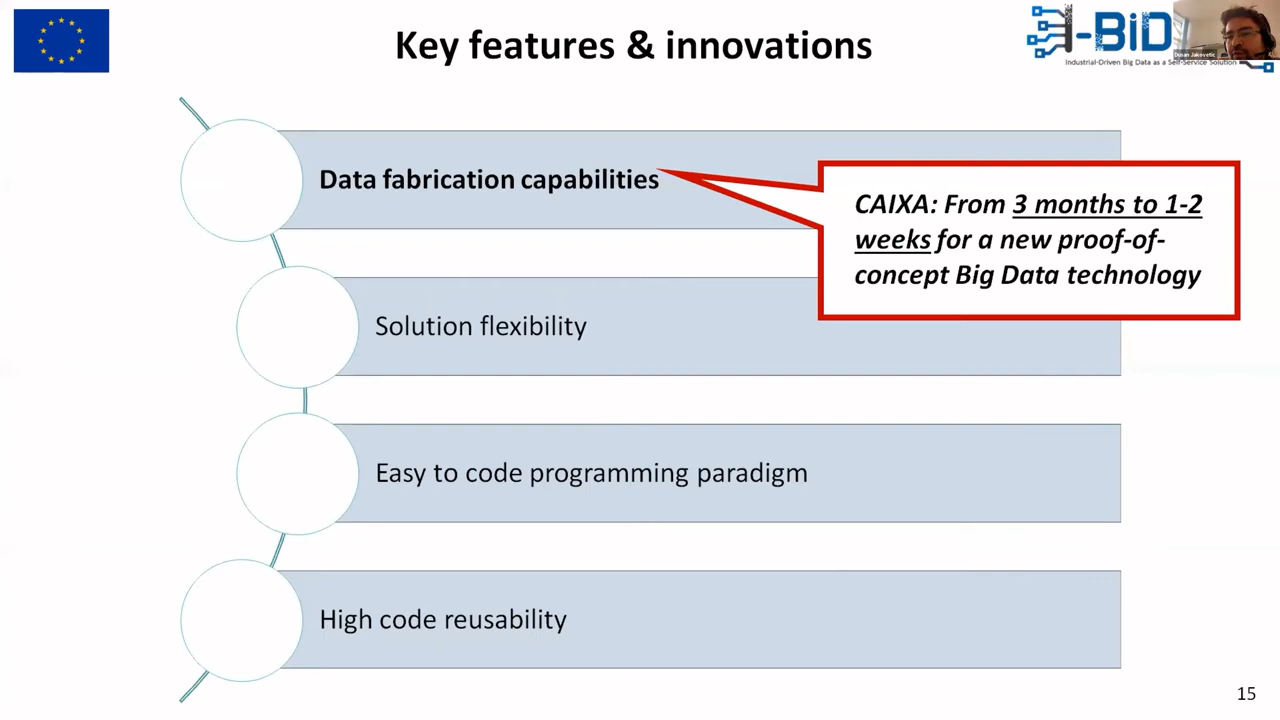 Key features & innovations
I-BiD
Industrial-Driven Big Data as a Self-Service Solution
Dusan Jakovetic
Data fabrication capabilities
CAIXA: From 3 months to 1-2
weeks for a new proof-of-
concept Big Data technology
Solution flexibility
Easy to code programming paradigm
High code reusability
15